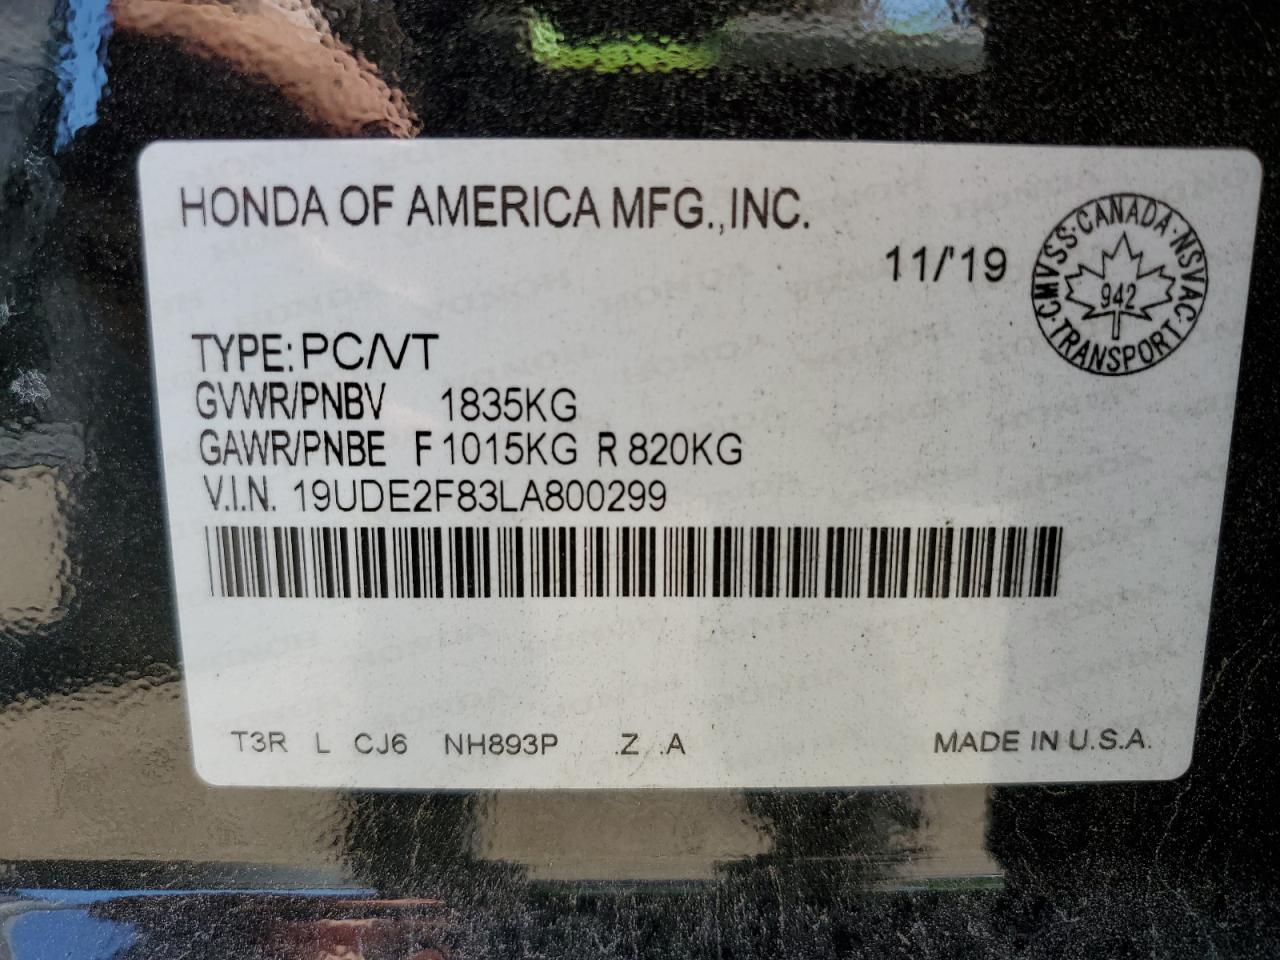 HONDA OF AMERICA MFG., INC.
11/'19
CMVSS·CANADA·NSVAC·TRANSPORT·
942
TYPE: PC/VT
GVWR/PNBV 1835KG
GAWR/PNBE F 1015KG R 820KG
V.I.N. 19UDE2F83LA800299
T3R L CJ6 NH893P .Z .A
MADE IN U.S.A.